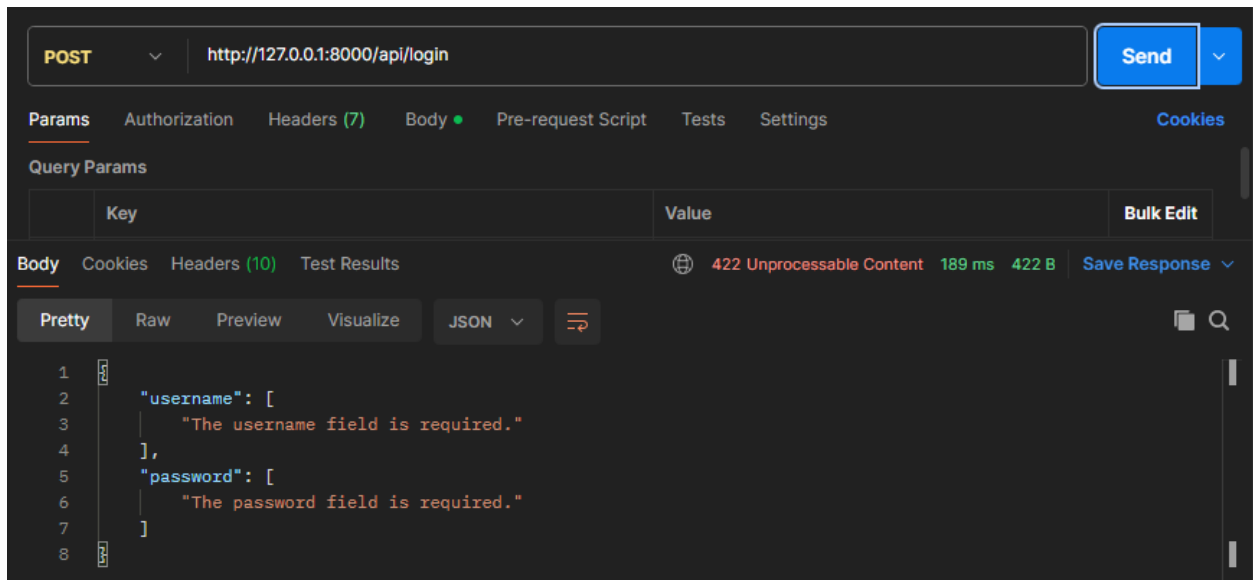 POST http://127.0.0.1:8000/api/login Send
Params Authorization Headers (7) Body Pre-request Script Tests Settings Cookies
Query Params
Key Value Bulk Edit
Body Cookies Headers (10) Test Results 422 Unprocessable Content 189 ms 422 B Save Response
Pretty Raw Preview Visualize JSON
1 {
2 "username": [
3 "The username field is required."
4 ],
5 "password": [
6 "The password field is required."
7 ]
8 }